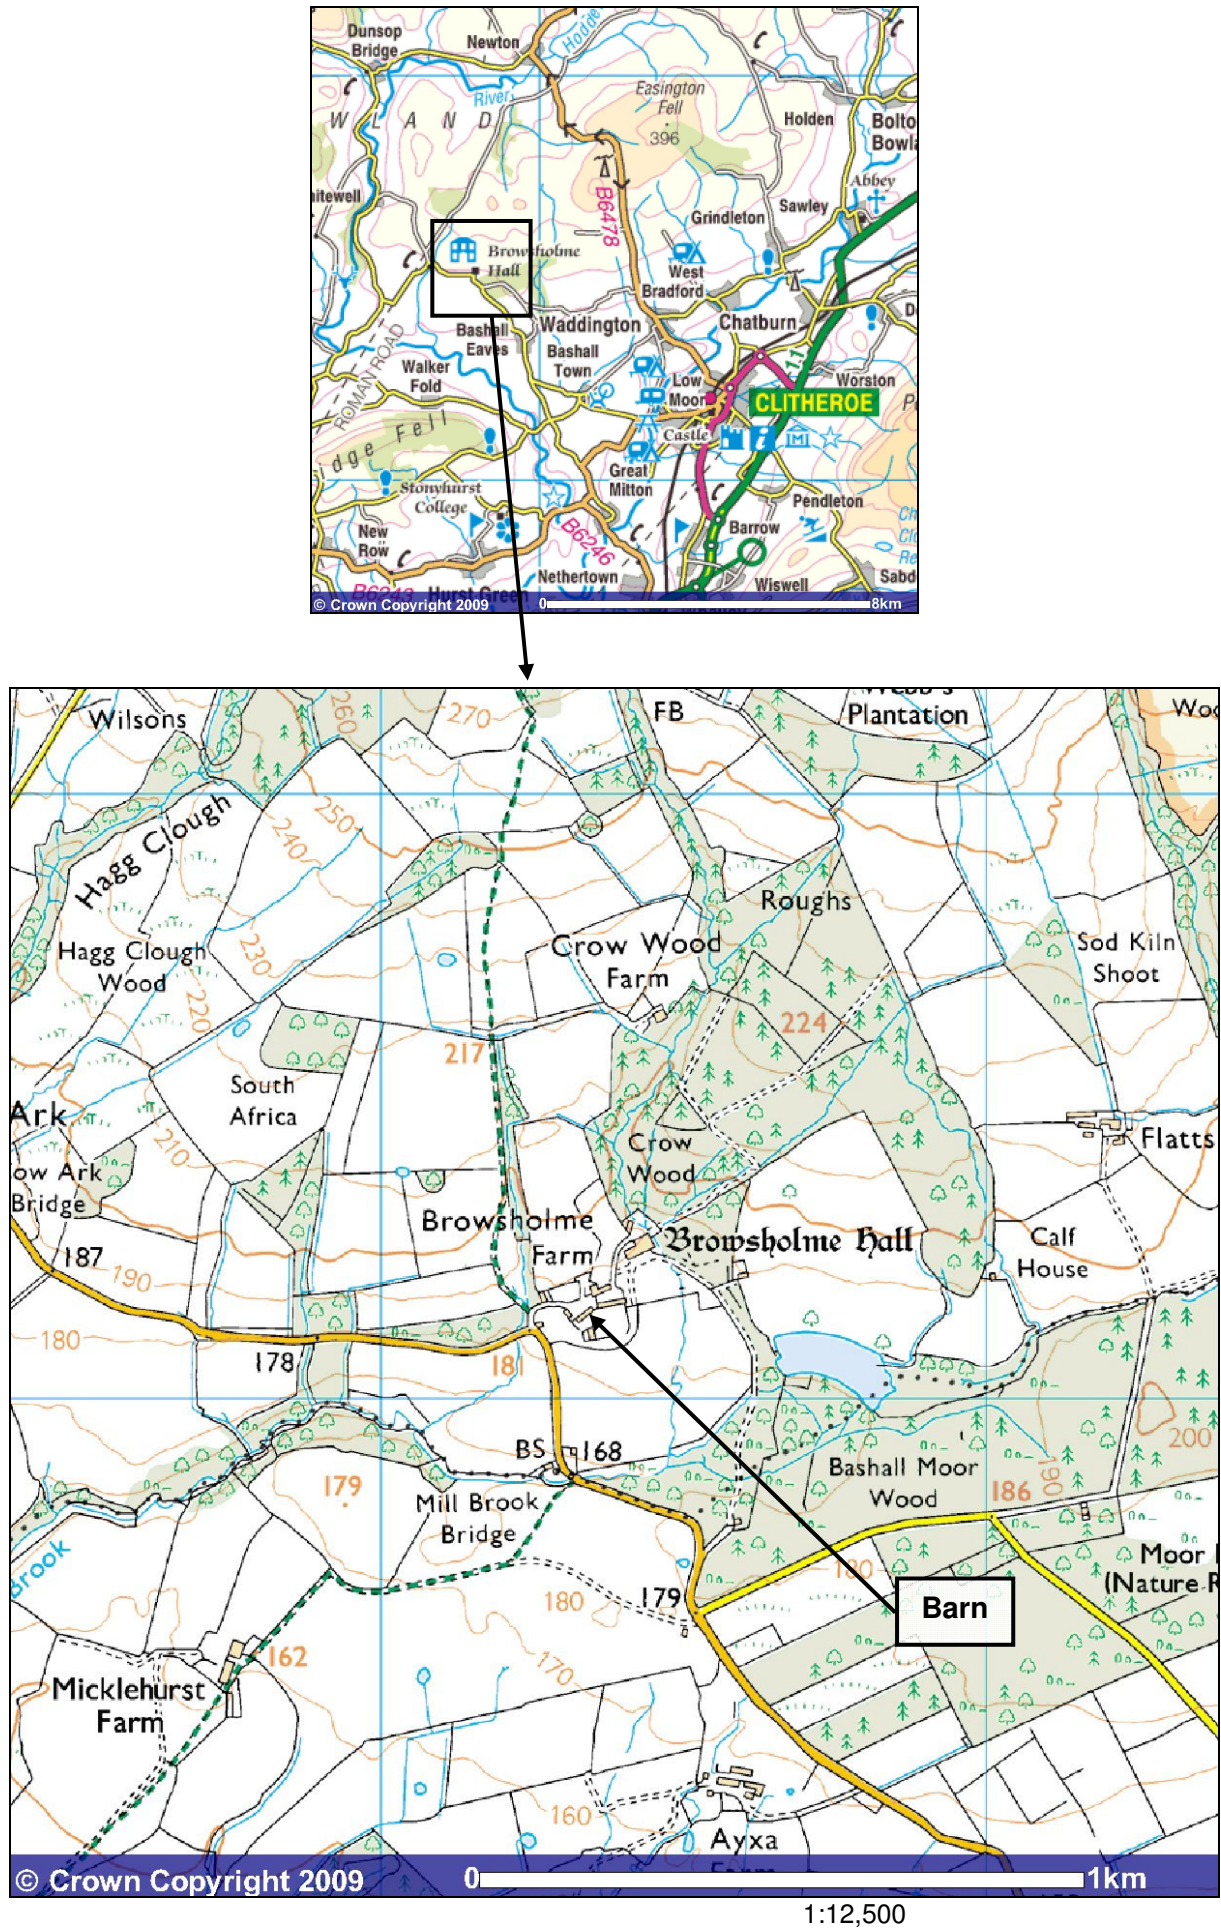 Dunsop
Bridge
Newton
Hodder
River
W L A N D
Easington
Fell
396
Holden
Abbey
B6478
Sawley
Grindleton
Browsholme
Hall
West
Bradford
Chatburn
Waddington
Bashall
Eaves
Bashall
Town
ROMAN ROAD
Walker
Fold
Low
Moor
11
Worston
CLITHEROE
Castle
Great
Mitton
Stonyhurst
College
Pendleton
New
Row
B6246
Barrow
Nethertown
Wiswell
B6243
Hurst Green
© Crown Copyright 2009
0
8km
Wilsons
260
270
FB
Webb's
Plantation
Hagg Clough
250
240
Roughs
Hagg Clough
Wood
230
220
Crow Wood
Farm
Sod Kiln
Shoot
224
217
South
Africa
Ark
210
Crow
Wood
Flatts
ow Ark
Bridge
Browsholme
Farm
Browsholme Hall
Calf
House
187
190
180
178
181
BS
168
179
Mill Brook
Bridge
Bashall Moor
Wood
186
190
200
Brook
180
179
180
Moor
(Nature R
Barn
162
170
Micklehurst
Farm
160
Ayxa
Farm
© Crown Copyright 2009
0
1km
1:12,500